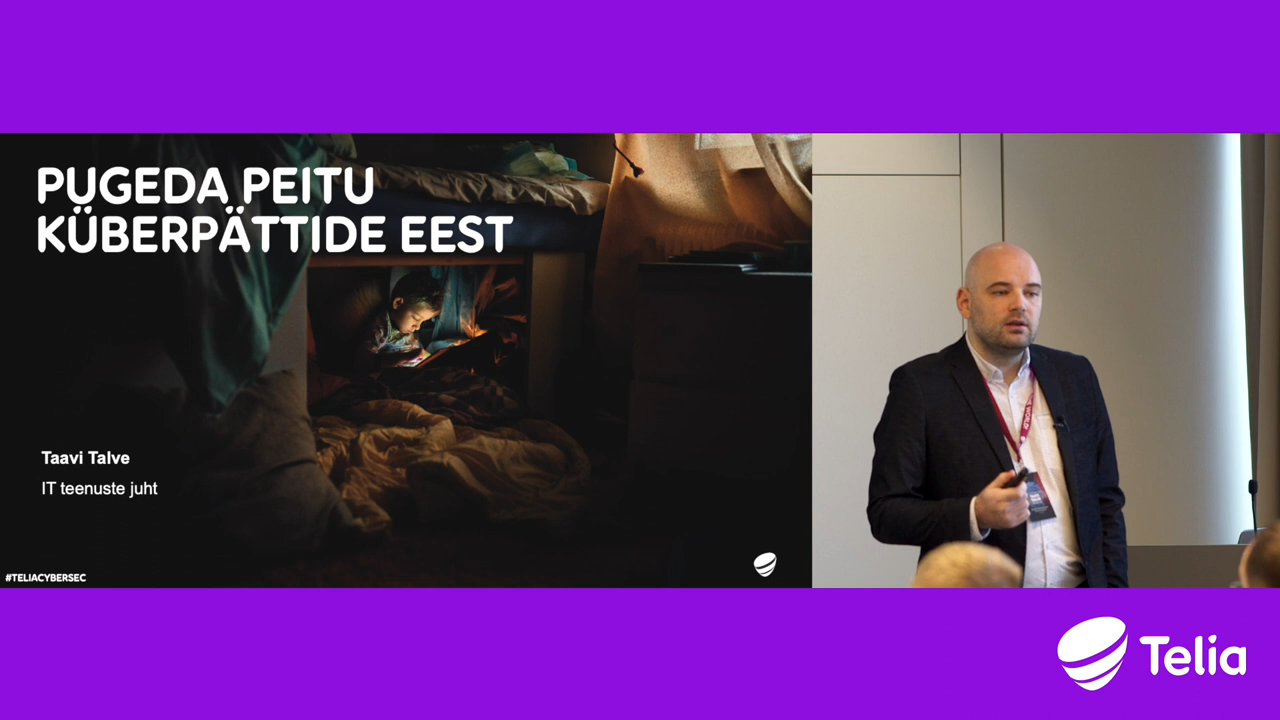 PUGEDA PEITU
KÜBERPÄTTIDE EEST
Taavi Talve
IT teenuste juht
#TELIACYBERSEC
Telia